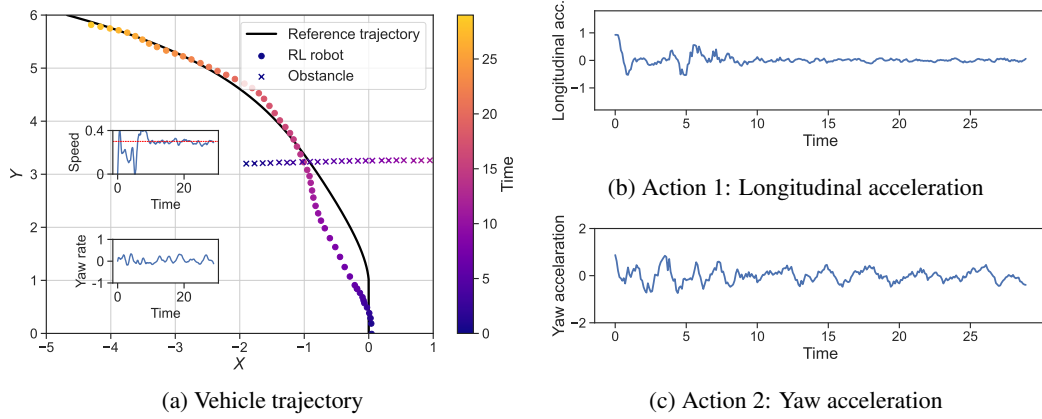 6
5
4
3
2
1
0
Y
−5
−4
−3
−2
−1
0
1
X
Reference trajectory
RL robot
Obstancle
0.4
0.0
Speed
0
20
Time
1
0
-1
Yaw rate
0
20
Time
25
20
15
10
5
0
Time
(a) Vehicle trajectory
1
0
−1
Longitudinal acc.
0
5
10
15
20
25
Time
(b) Action 1: Longitudinal acceleration
2
0
−2
Yaw accelaration
0
5
10
15
20
25
Time
(c) Action 2: Yaw acceleration